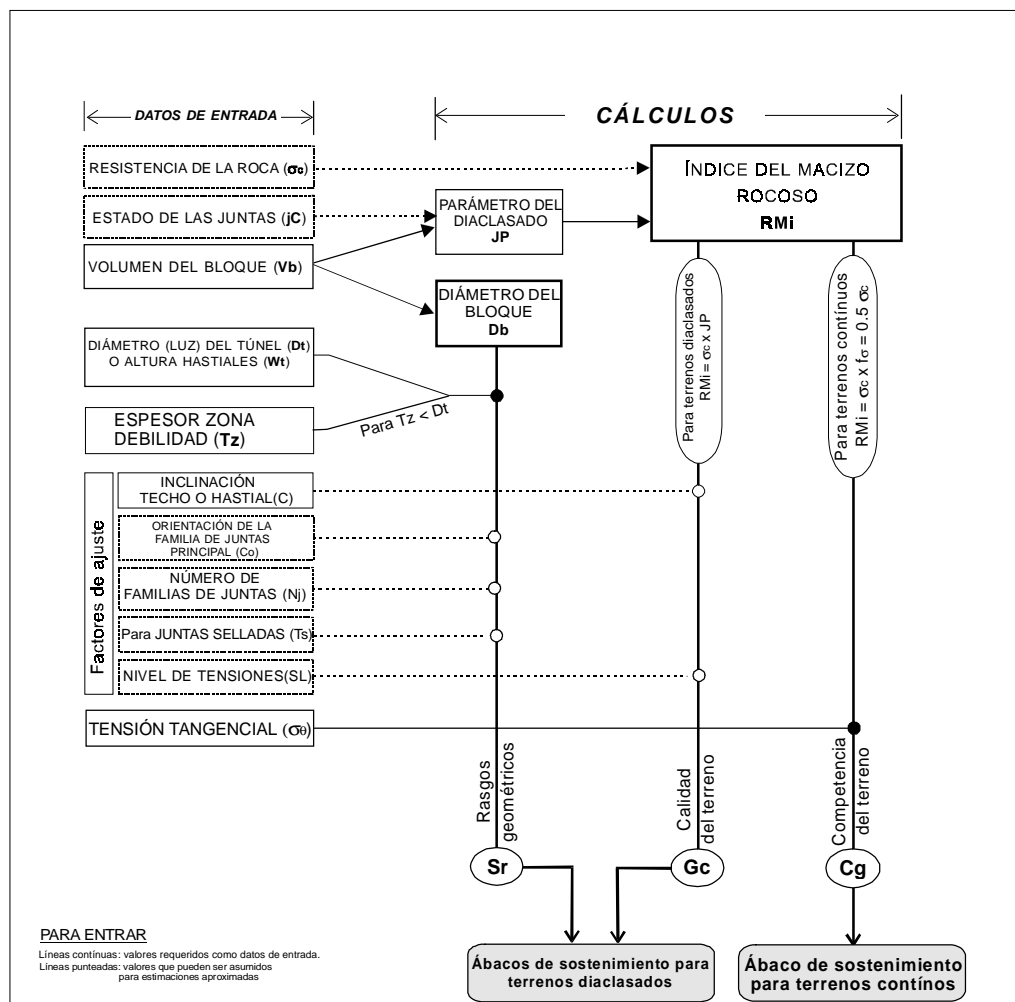 DATOS DE ENTRADA
CÁLCULOS
RESISTENCIA DE LA ROCA (σc)
ESTADO DE LAS JUNTAS (jC)
VOLUMEN DEL BLOQUE (Vb)
PARÁMETRO DEL
DIACLASADO
JP
ÍNDICE DEL MACIZO
ROCOSO
RMi
DIÁMETRO DEL
BLOQUE
Db
DIÁMETRO (LUZ) DEL TÚNEL (Dt)
O ALTURA HASTIALES (Wt)
ESPESOR ZONA
DEBILIDAD (Tz)
Para Tz < Dt
Para terrenos diaclasados
RMi = σc x JP
Para terrenos contínuos
RMi = σc x fσ = 0.5 σc
Factores de ajuste
INCLINACIÓN
TECHO O HASTIAL(C)
ORIENTACIÓN DE LA
FAMILIA DE JUNTAS
PRINCIPAL (Co)
NÚMERO DE
FAMILIAS DE JUNTAS (Nj)
Para JUNTAS SELLADAS (Ts)
NIVEL DE TENSIONES(SL)
TENSIÓN TANGENCIAL (σθ)
Rasgos
geométricos
Calidad
del terreno
Competencia
del terreno
Sr
Gc
Cg
PARA ENTRAR
Líneas contínuas: valores requeridos como datos de entrada.
Líneas punteadas: valores que pueden ser asumidos
para estimaciones aproximadas
Ábacos de sostenimiento para
terrenos diaclasados
Ábaco de sostenimiento
para terrenos contínos